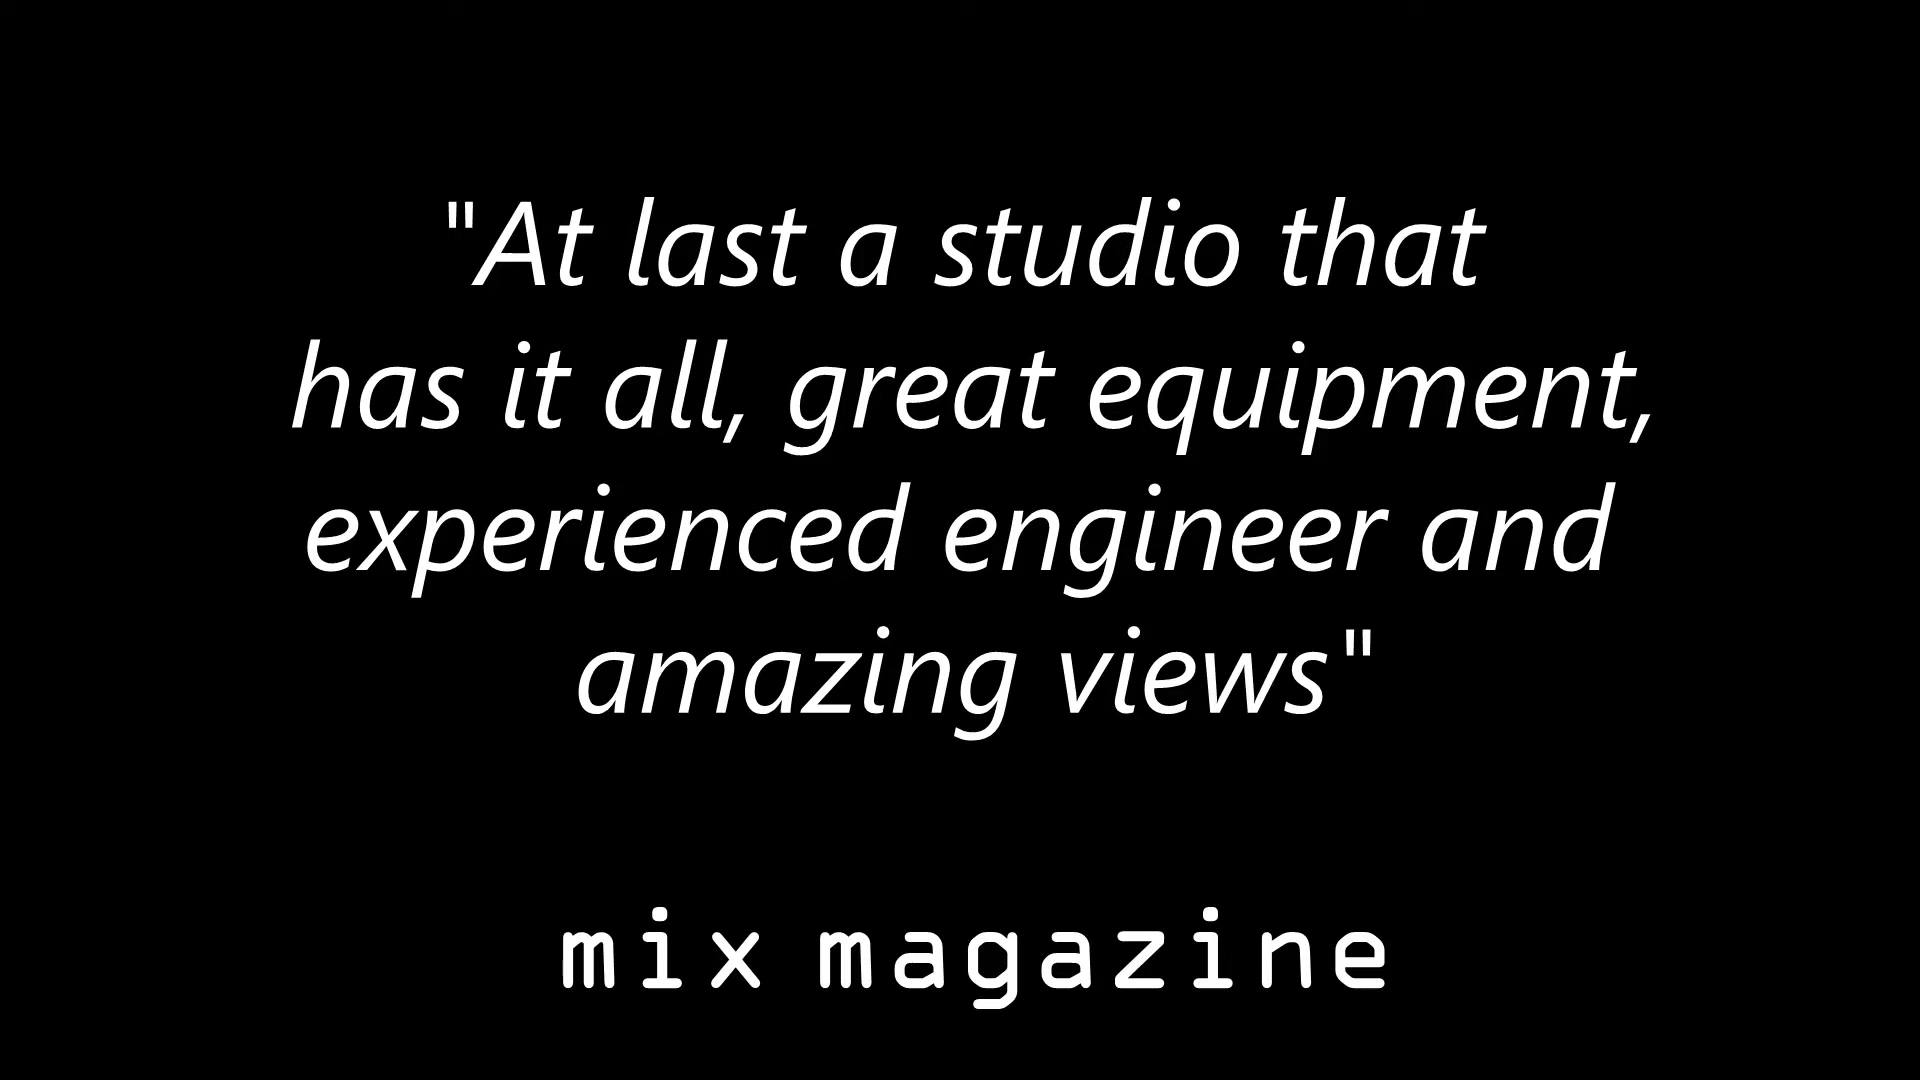 "At last a studio that
has it all, great equipment,
experienced engineer and
amazing views"
mix magazine